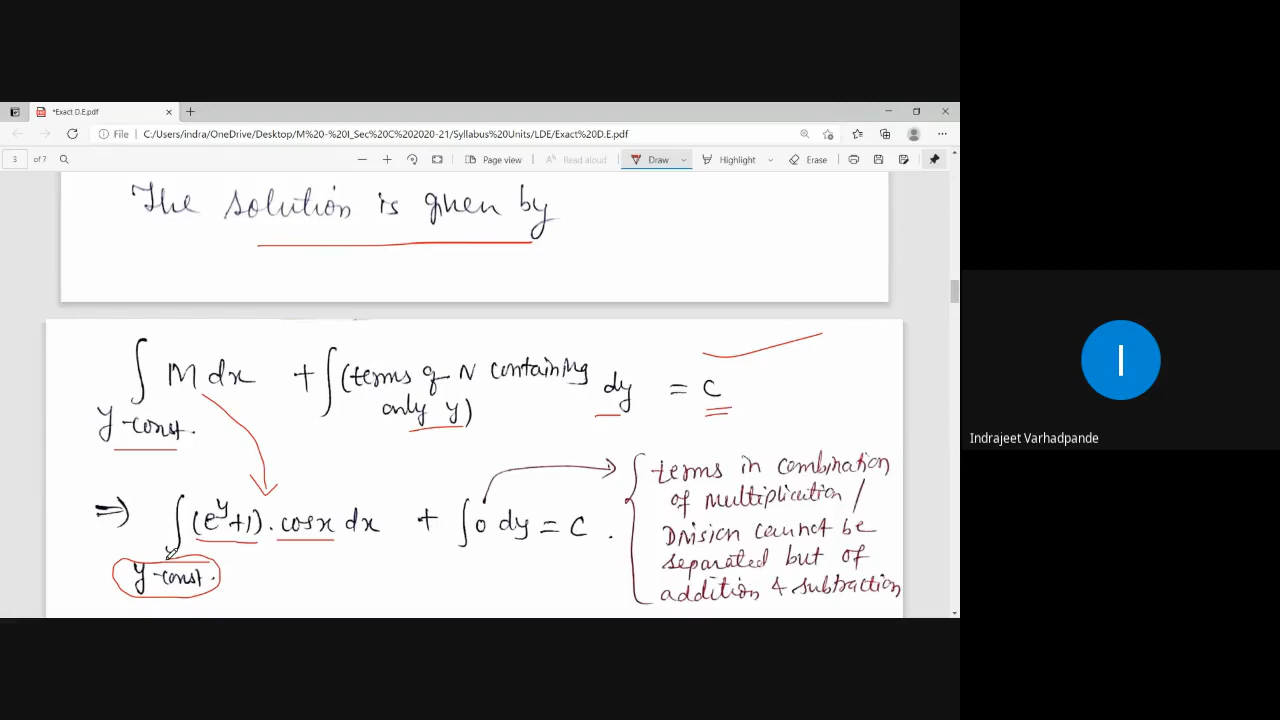 *Exact D.E.pdf
File
C:/Users/indra/OneDrive/Desktop/M%20-%20I_Sec%20C%202020-21/Syllabus%20Units/LDE/Exact%20D.E.pdf
3 of 7
Page view
Read aloud
Draw
Highlight
Erase
The solution is given by
∫ M dx + ∫ (terms of N containing only y) dy = c
y-const.
⇒ ∫ (e^y+1) . cosx dx + ∫ 0 dy = c .
y-const.
terms in combination
of multiplication /
Division cannot be
separated but of
addition & subtraction
I
Indrajeet Varhadpande